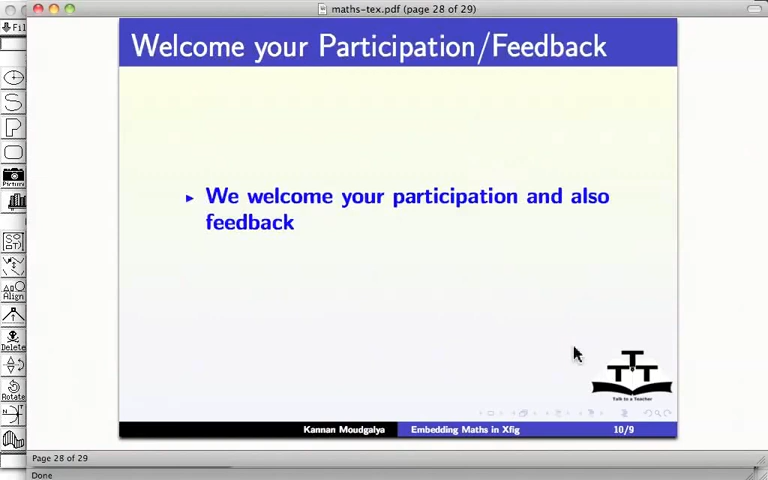 maths-tex.pdf (page 28 of 29)
Fil
Welcome your Participation/Feedback
We welcome your participation and also
feedback
Picture
Align
Delete
Rotate
TTT
Talk to a Teacher
Kannan Moudgalya
Embedding Maths in Xfig
10/9
Page 28 of 29
Done